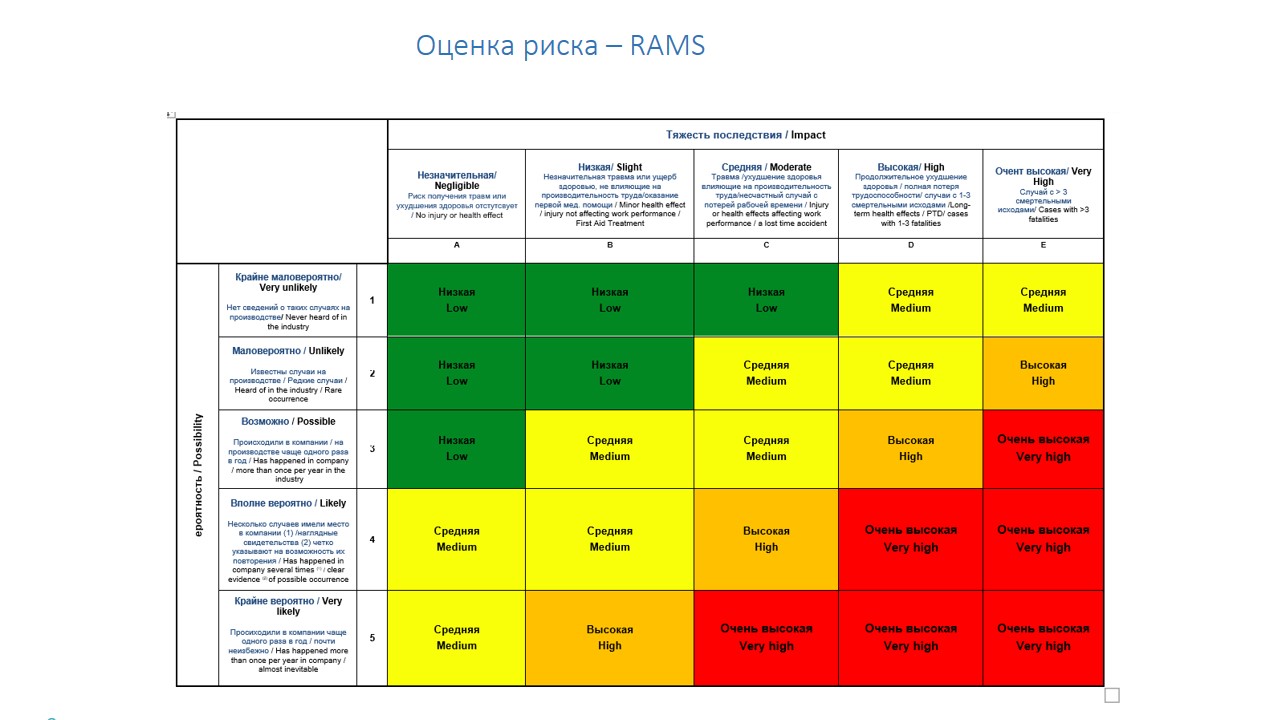 Оценка риска – RAMS
Тяжесть последствия / Impact
Незначительная/
Negligible
Риск получения травм или
ухудшения здоровья отсутствует
/ No injury or health effect
Низкая/ Slight
Незначительная травма или ущерб
здоровью, не влияющие на
производительность труда/оказание
первой мед. помощи / Minor health effect
/ injury not affecting work performance /
First Aid Treatment
Средняя / Moderate
Травма /ухудшение здоровья
влияющие на производительность
труда/несчастный случай с
потерей рабочей времени / Injury
or health effects affecting work
performance / a lost time accident
Высокая/ High
Продолжительное ухудшение
здоровья / полная потеря
трудоспособности/ случаи с 1-3
смертельными исходами /Long-
term health effects / PTD/ cases
with 1-3 fatalities
Очент высокая/ Very
High
Случай с > 3
смертельными
исходами/ Cases with >3
fatalities
A
B
C
D
E
ероятность / Possibility
Крайне маловероятно/
Very unlikely
Нет сведений о таких случаях на
производстве/ Never heard of in
the industry
1
Низкая
Low
Низкая
Low
Низкая
Low
Средняя
Medium
Средняя
Medium
Маловероятно / Unlikely
Известны случаи на
производстве / Редкие случаи /
Heard of in the industry / Rare
occurrence
2
Низкая
Low
Низкая
Low
Средняя
Medium
Средняя
Medium
Высокая
High
Возможно / Possible
Происходили в компании / на
производстве чаще одного раза
в год / Has happened in company
/ more than once per year in the
industry
3
Низкая
Low
Средняя
Medium
Средняя
Medium
Высокая
High
Очень высокая
Very high
Вполне вероятно / Likely
Несколько случаев имели место
в компании (1) /наглядные
свидетельства (2) четко
указывают на возможность их
повторения / Has happened in
company several times (1) / clear
evidence (2) of possible occurrence
4
Средняя
Medium
Средняя
Medium
Высокая
High
Очень высокая
Very high
Очень высокая
Very high
Крайне вероятно / Very
likely
Просиходили в компании чаще
одного раза в год / почти
неизбежно / Has happened more
than once per year in company /
almost inevitable
5
Средняя
Medium
Высокая
High
Очень высокая
Very high
Очень высокая
Very high
Очень высокая
Very high